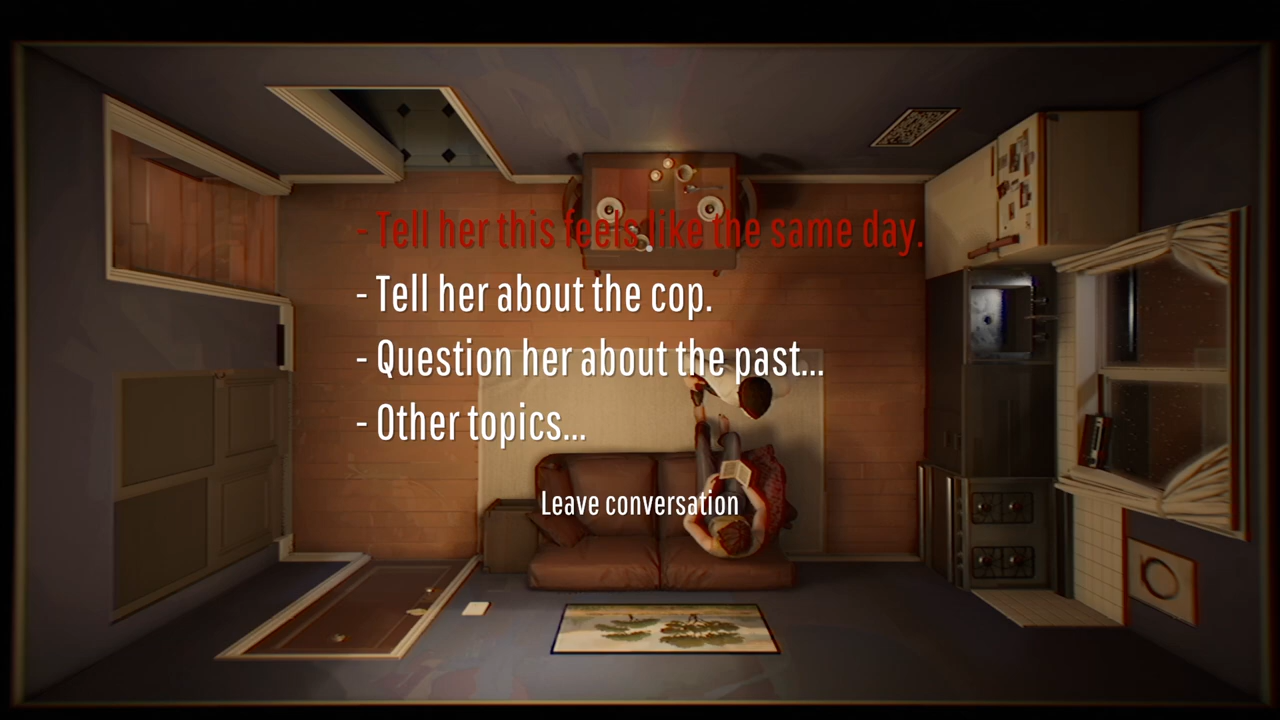 - Tell her this feels like the same day.
- Tell her about the cop.
- Question her about the past...
- Other topics...
Leave conversation